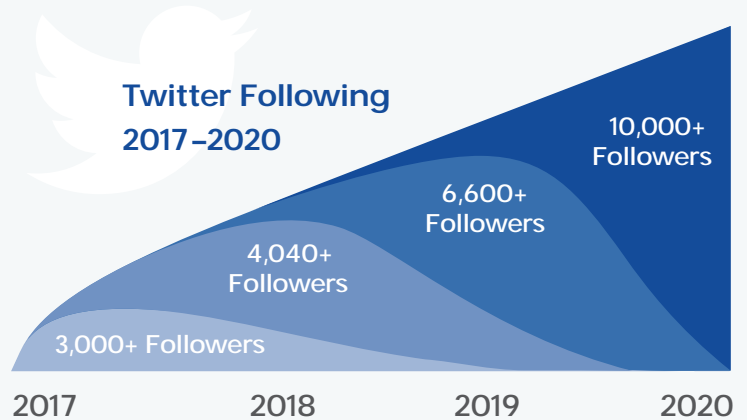 Twitter Following
2017–2020
10,000+
Followers
6,600+
Followers
4,040+
Followers
3,000+ Followers
2017 2018 2019 2020